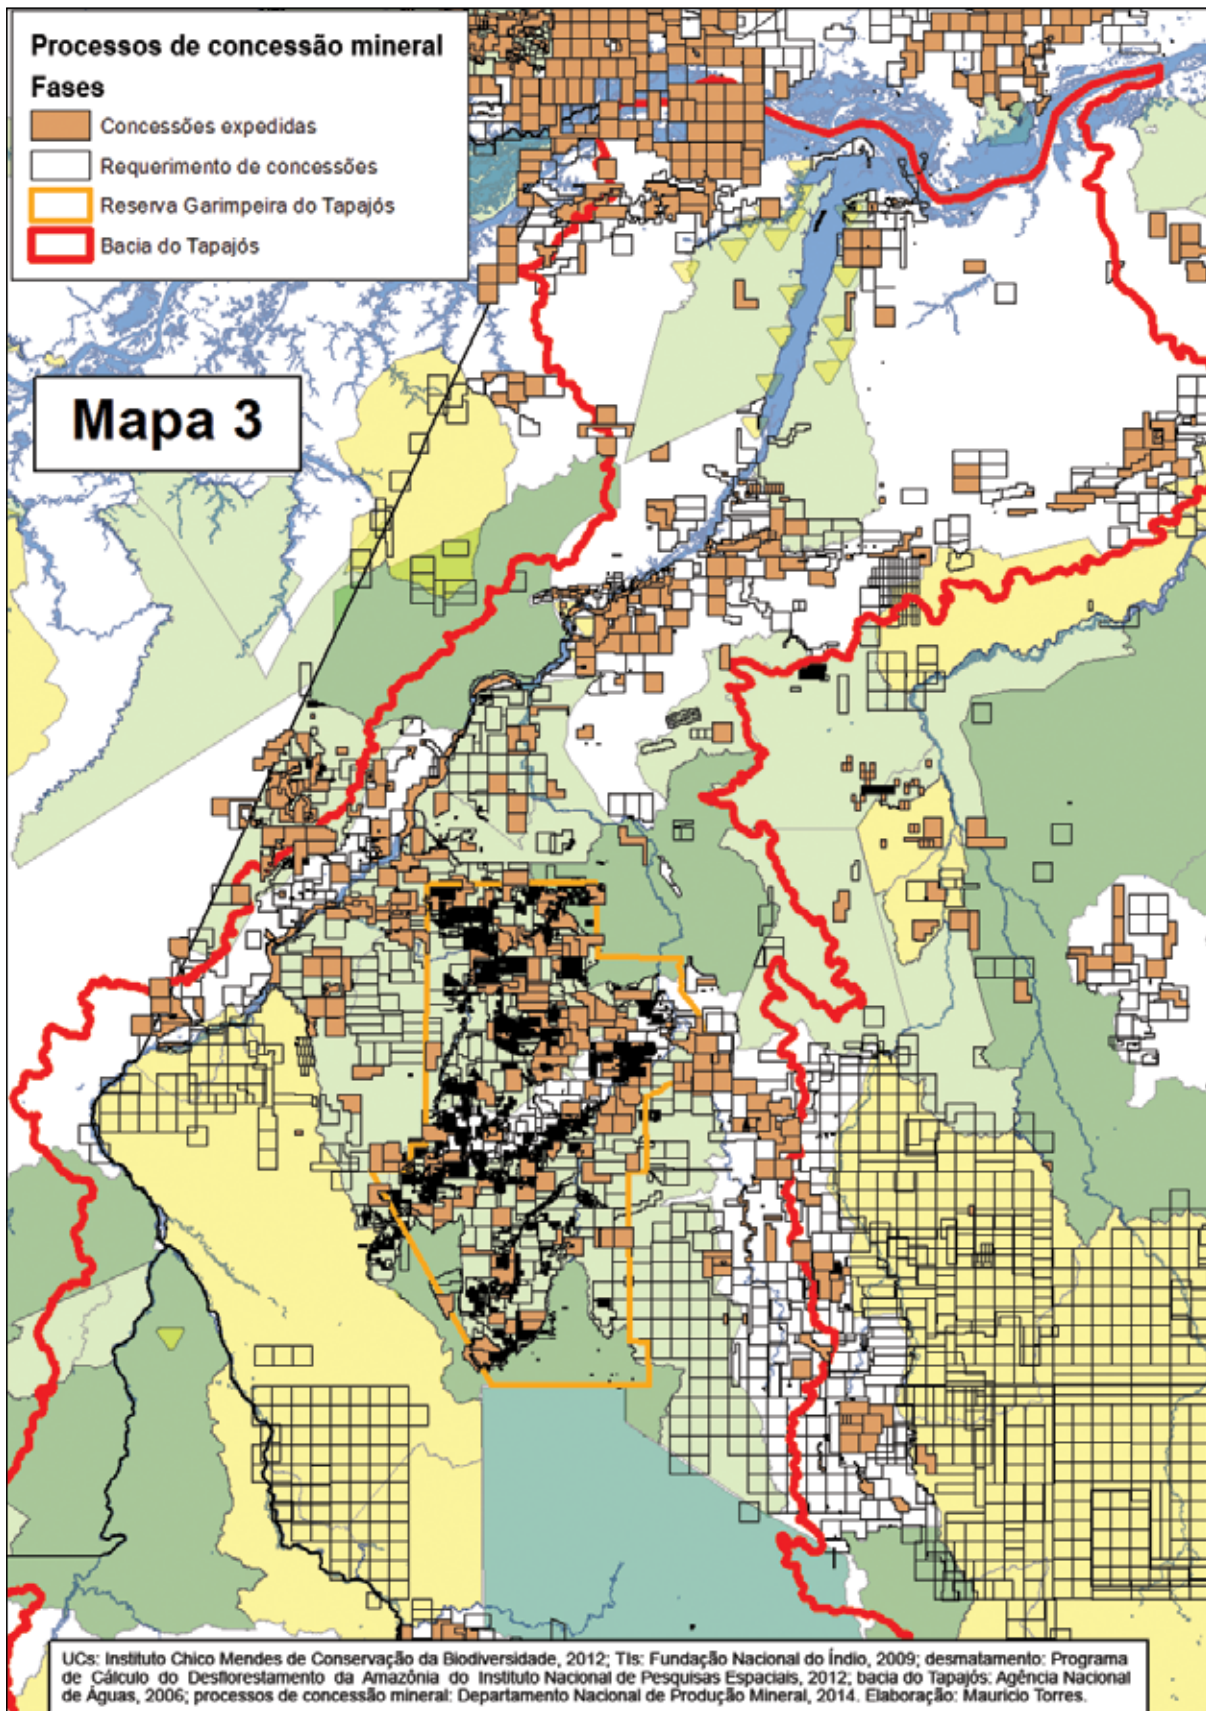 Processos de concessão mineral
Fases
Concessões expedidas
Requerimento de concessões
Reserva Garimpeira do Tapajós
Bacia do Tapajós
Mapa 3
UCs: Instituto Chico Mendes de Conservação da Biodiversidade, 2012; TIs: Fundação Nacional do Índio, 2009; desmatamento: Programa
de Cálculo do Desflorestamento da Amazônia do Instituto Nacional de Pesquisas Espaciais, 2012; bacia do Tapajós: Agência Nacional
de Águas, 2006; processos de concessão mineral: Departamento Nacional de Produção Mineral, 2014. Elaboração: Mauricio Torres.